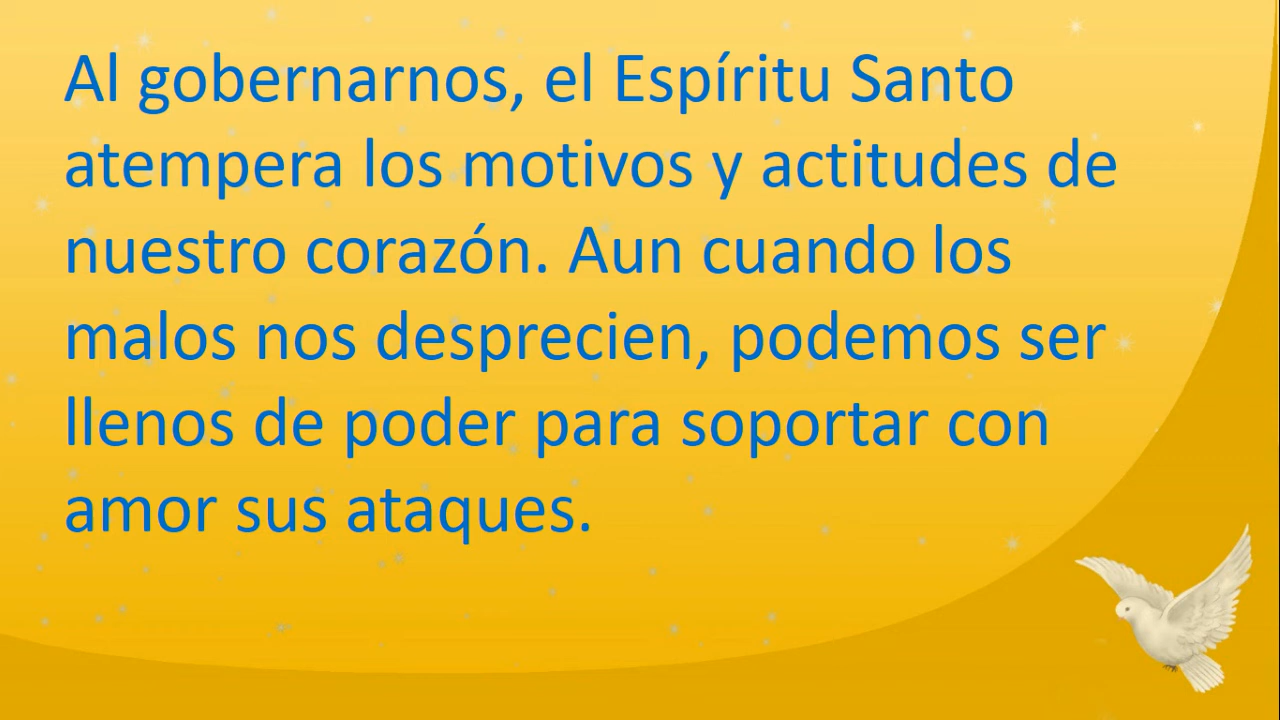 Al gobernarnos, el Espíritu Santo
atempera los motivos y actitudes de
nuestro corazón. Aun cuando los
malos nos desprecien, podemos ser
llenos de poder para soportar con
amor sus ataques.